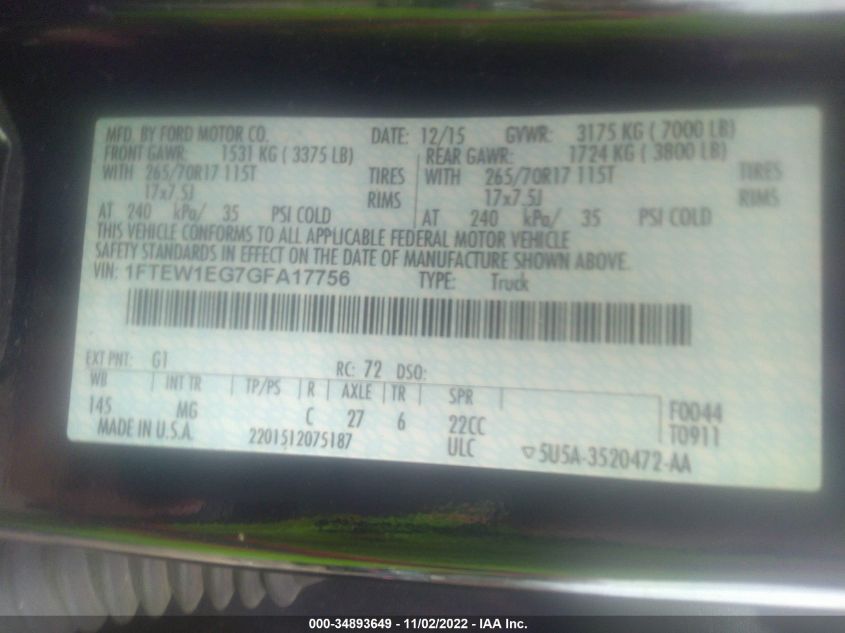 MFD. BY FORD MOTOR CO. DATE: 12/15 GVWR: 3175 KG ( 7000 LB)
FRONT GAWR: 1531 KG ( 3375 LB) REAR GAWR: 1724 KG ( 3800 LB)
WITH 265/70R17 115T TIRES WITH 265/70R17 115T TIRES
17x7.5J RIMS 17x7.5J RIMS
AT 240 kPa/ 35 PSI COLD AT 240 kPa/ 35 PSI COLD
THIS VEHICLE CONFORMS TO ALL APPLICABLE FEDERAL MOTOR VEHICLE
SAFETY STANDARDS IN EFFECT ON THE DATE OF MANUFACTURE SHOWN ABOVE.
VIN: 1FTEW1EG7GFA17756 TYPE: Truck
EXT PNT: G1 RC: 72 DSO:
WB INT TR TP/PS R AXLE TR SPR
145 MG C 27 6 22CC F0044
MADE IN U.S.A. 2201512075187 ULC T0911
▽5U5A-3520472-AA
000-34893649 - 11/02/2022 - IAA Inc.